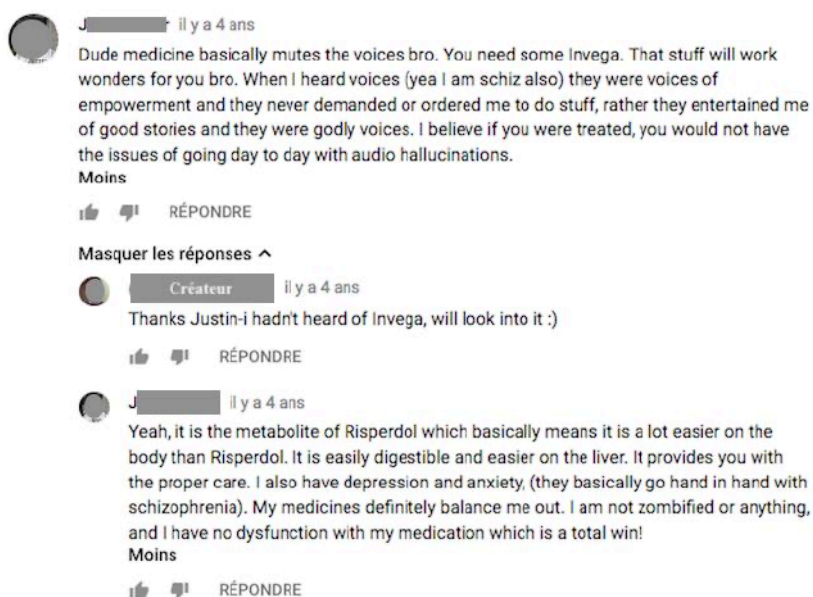 J il y a 4 ans
Dude medicine basically mutes the voices bro. You need some Invega. That stuff will work
wonders for you bro. When I heard voices (yea I am schiz also) they were voices of
empowerment and they never demanded or ordered me to do stuff, rather they entertained me
of good stories and they were godly voices. I believe if you were treated, you would not have
the issues of going day to day with audio hallucinations.
Moins
RÉPONDRE
Masquer les réponses
Créateur il y a 4 ans
Thanks Justin-i hadn't heard of Invega, will look into it :)
RÉPONDRE
J il y a 4 ans
Yeah, it is the metabolite of Risperdol which basically means it is a lot easier on the
body than Risperdol. It is easily digestible and easier on the liver. It provides you with
the proper care. I also have depression and anxiety, (they basically go hand in hand with
schizophrenia). My medicines definitely balance me out. I am not zombified or anything,
and I have no dysfunction with my medication which is a total win!
Moins
RÉPONDRE